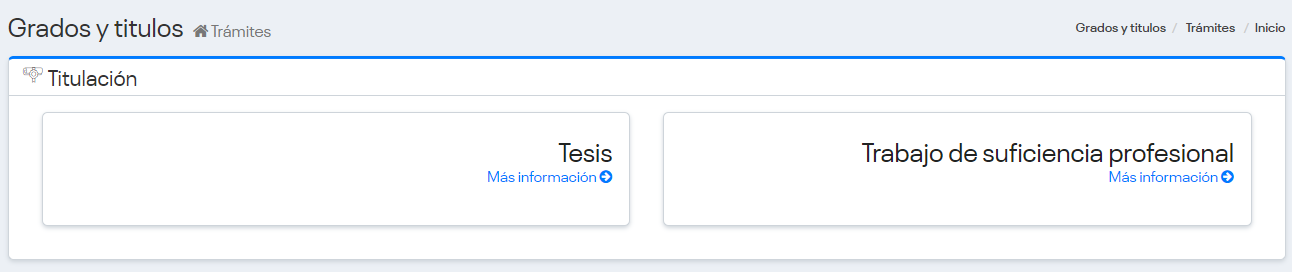 Grados y titulos Trámites
Grados y titulos / Trámites / Inicio
Titulación
Tesis
Más información
Trabajo de suficiencia profesional
Más información